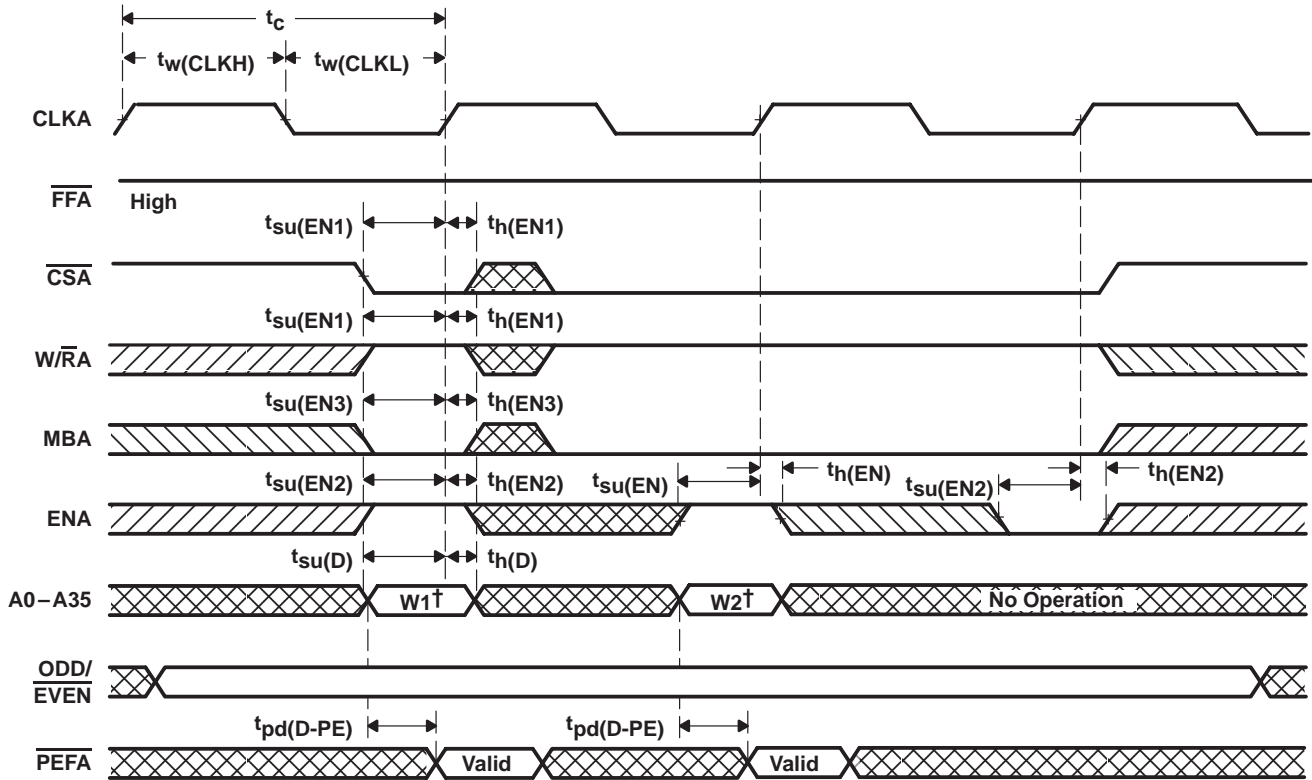 tc
tw(CLKH) tw(CLKL)
CLKA
FFA High
tsu(EN1) th(EN1)
CSA
tsu(EN1) th(EN1)
W/RA
tsu(EN3) th(EN3)
MBA
tsu(EN2) th(EN2) tsu(EN) th(EN) tsu(EN2) th(EN2)
ENA
tsu(D) th(D)
A0–A35 W1† W2† No Operation
ODD/
EVEN
tpd(D-PE) tpd(D-PE)
PEFA Valid Valid